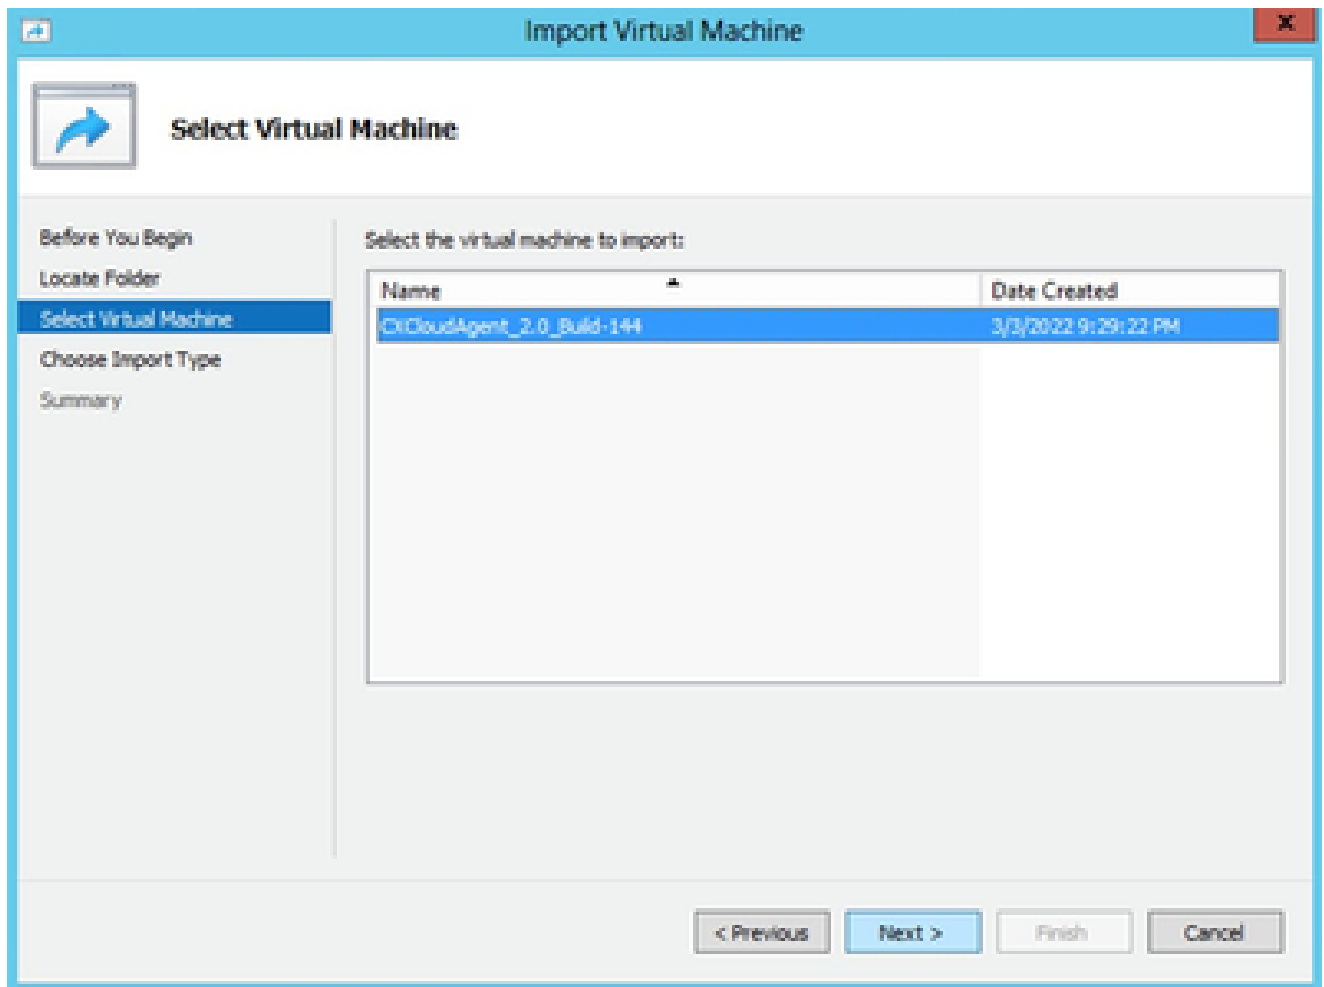 Import Virtual Machine
x
Select Virtual Machine
Before You Begin
Locate Folder
Select Virtual Machine
Choose Import Type
Summary
Select the virtual machine to import:
Name Date Created
CXCloudAgent_2.0_Build-144 3/3/2022 9:29:22 PM
< Previous Next > Finish Cancel